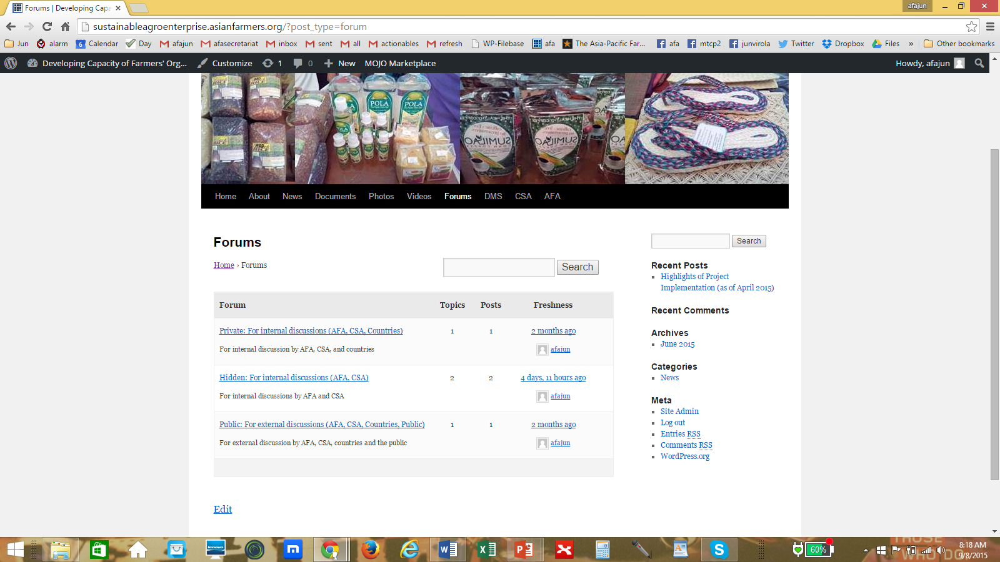 Forums | Developing Capa
afajun
sustainableagroenterprise.asianfarmers.org/?post_type=forum
Jun alarm 6 Calendar Day afajun afasecretariat inbox sent all actionables refresh WP-Filebase afa The Asia-Pacific Far... afa mtcp2 junvirola Twitter Dropbox Files » Other bookmarks
Developing Capacity of Farmers' Org... Customize 1 0 New MOJO Marketplace Howdy, afajun
POLA POLA
POLA
SUMILAO SUMILAO
Home About News Documents Photos Videos Forums DMS CSA AFA
Forums
Search
Home › Forums
Search
Recent Posts
Highlights of Project
Implementation (as of April 2015)
Forum Topics Posts Freshness
Recent Comments
Private: For internal discussions (AFA, CSA, Countries) 1 1 2 months ago
Archives
June 2015
For internal discussion by AFA, CSA, and countries afajun
Categories
News
Hidden: For internal discussions (AFA, CSA) 2 2 4 days, 11 hours ago
For internal discussions by AFA and CSA afajun
Meta
Site Admin
Log out
Public: For external discussions (AFA, CSA, Countries, Public) 1 1 2 months ago
Entries RSS
Comments RSS
For external discussion by AFA, CSA, countries and the public afajun
WordPress.org
Edit
lenovo
60%
THOSE
WHO DO
8:18 AM
9/8/2015